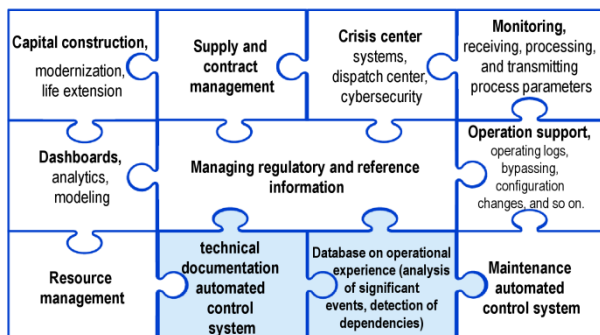 Capital construction,
modernization,
life extension
Supply and
contract
management
Crisis center
systems,
dispatch center,
cybersecurity
Monitoring,
receiving, processing,
and transmitting
process parameters
Dashboards,
analytics,
modeling
Managing regulatory and reference
information
Operation support,
operating logs,
bypassing,
configuration
changes, and so on.
Resource
management
technical
documentation
automated
control
system
Database on operational
experience (analysis
of significant
events, detection of
dependencies)
Maintenance
automated
control system